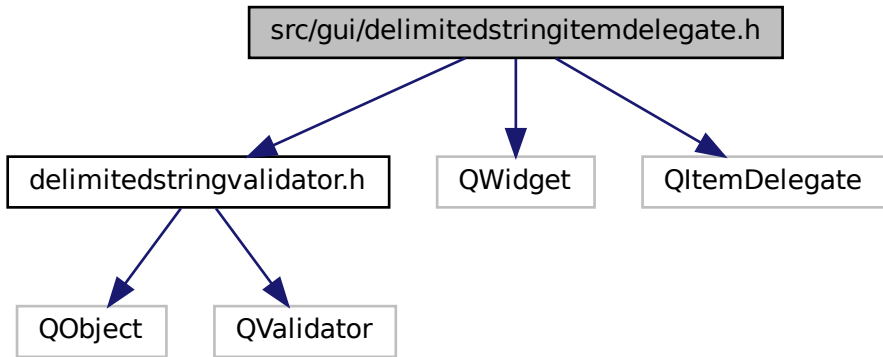 src/gui/delimitedstringitemdelegate.h
delimitedstringvalidator.h
QWidget
QItemDelegate
QObject
QValidator